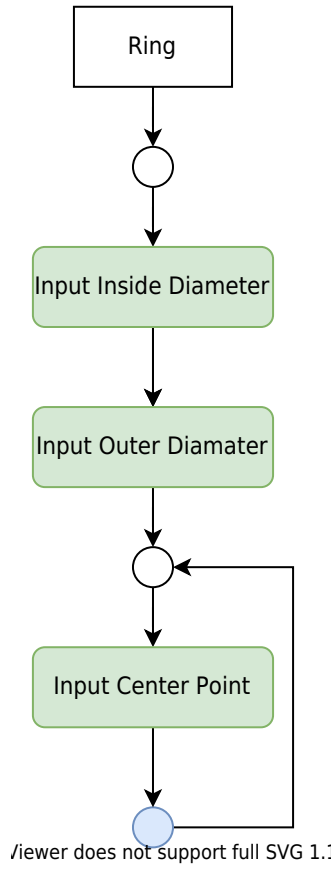 Ring
Input Inside Diameter
Input Outer Diamater
Input Center Point
Viewer does not support full SVG 1.1